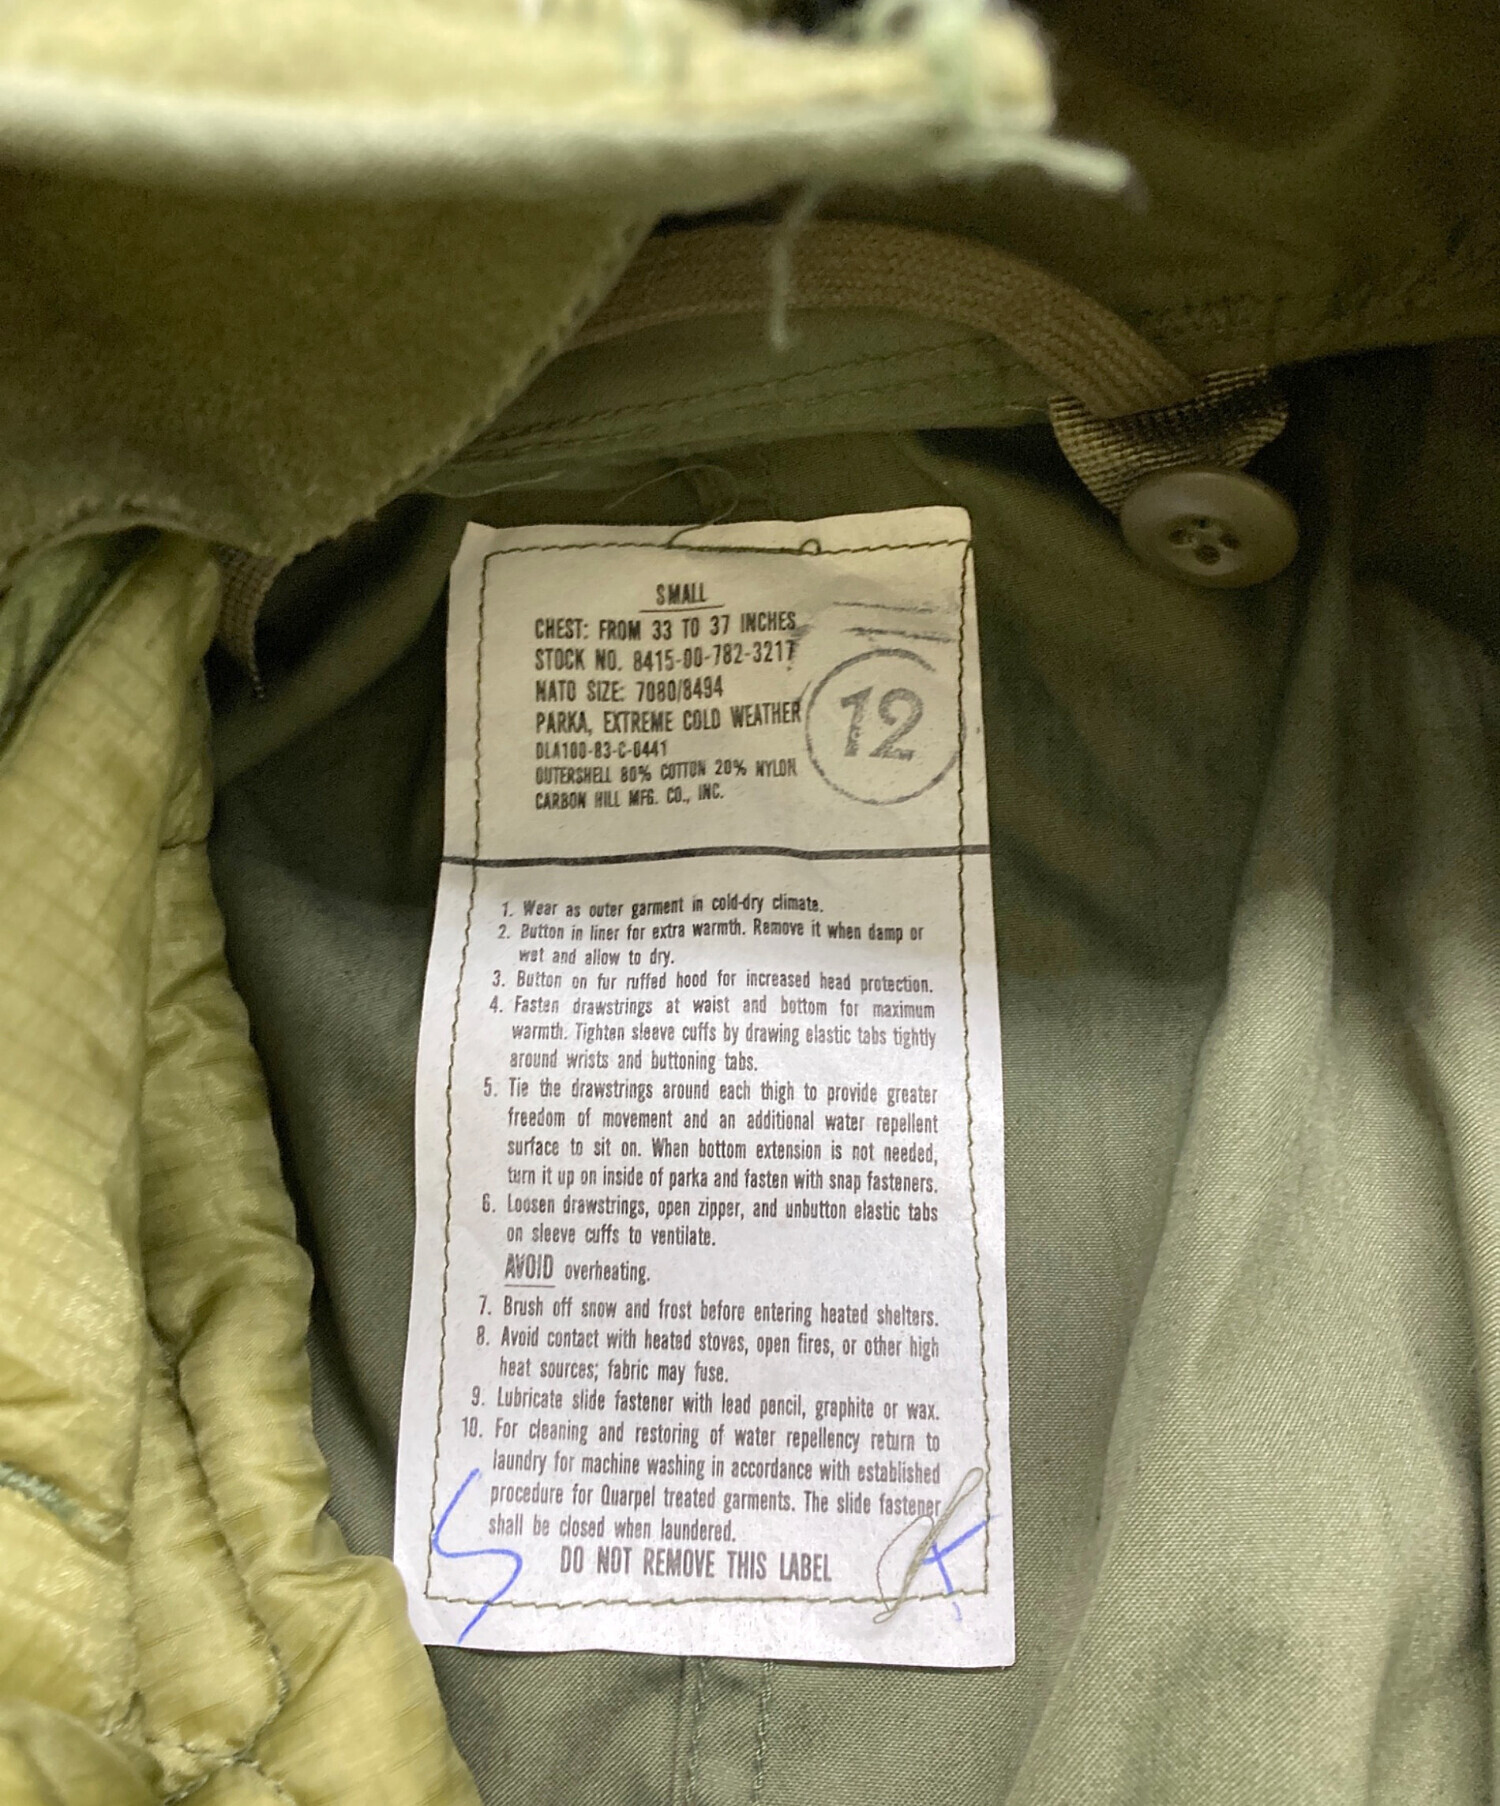 SMALL
CHEST: FROM 33 TO 37 INCHES
STOCK NO. 8415-00-782-3217
NATO SIZE: 7080/8494
PARKA, EXTREME COLD WEATHER
DLA100-83-C-0441
OUTERSHELL 80% COTTON 20% NYLON
CARBON HILL MFG. CO., INC.
12
1. Wear as outer garment in cold-dry climate.
2. Button in liner for extra warmth. Remove it when damp or
wet and allow to dry.
3. Button on fur ruffed hood for increased head protection.
4. Fasten drawstrings at waist and bottom for maximum
warmth. Tighten sleeve cuffs by drawing elastic tabs tightly
around wrists and buttoning tabs.
5. Tie the drawstrings around each thigh to provide greater
freedom of movement and an additional water repellent
surface to sit on. When bottom extension is not needed,
turn it up on inside of parka and fasten with snap fasteners.
6. Loosen drawstrings, open zipper, and unbutton elastic tabs
on sleeve cuffs to ventilate.
AVOID overheating.
7. Brush off snow and frost before entering heated shelters.
8. Avoid contact with heated stoves, open fires, or other high
heat sources; fabric may fuse.
9. Lubricate slide fastener with lead pencil, graphite or wax.
10. For cleaning and restoring of water repellency return to
laundry for machine washing in accordance with established
procedure for Quarpel treated garments. The slide fastener
shall be closed when laundered.
DO NOT REMOVE THIS LABEL